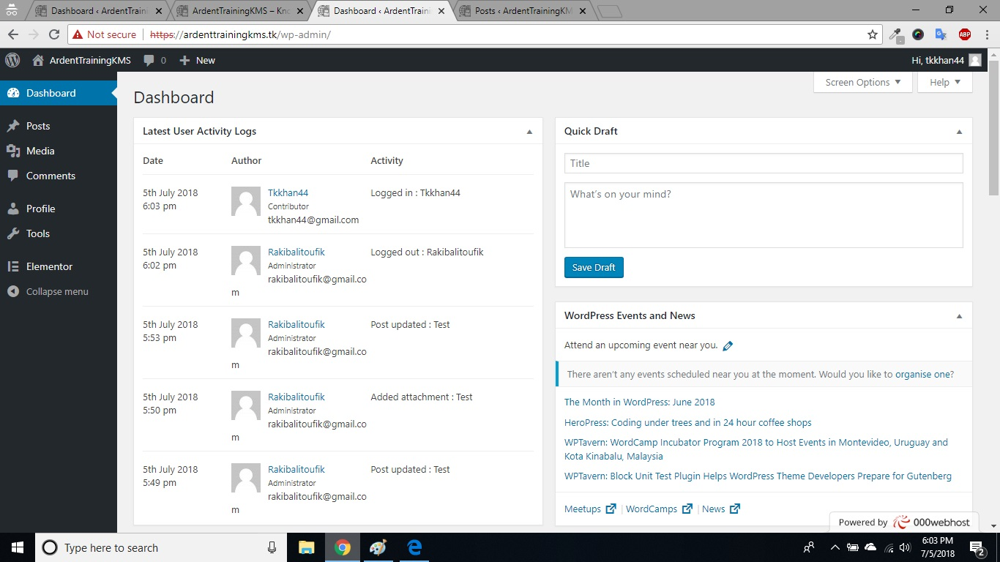 Dashboard ‹ ArdentTrain
ArdentTrainingKMS – Kno
Dashboard ‹ ArdentTrain
Posts ‹ ArdentTrainingKM
Not secure
https://ardenttrainingkms.tk/wp-admin/
ABP
ArdentTrainingKMS
0
New
Hi, tkkhan44
Dashboard
Posts
Media
Comments
Profile
Tools
Elementor
Collapse menu
Screen Options
Help
Dashboard
Latest User Activity Logs
Date Author Activity
5th July 2018
6:03 pm
Tkkhan44
Contributor
tkkhan44@gmail.com
Logged in : Tkkhan44
5th July 2018
6:02 pm
Rakibalitoufik
Administrator
rakibalitoufik@gmail.co
m
Logged out : Rakibalitoufik
5th July 2018
5:53 pm
Rakibalitoufik
Administrator
rakibalitoufik@gmail.co
m
Post updated : Test
5th July 2018
5:50 pm
Rakibalitoufik
Administrator
rakibalitoufik@gmail.co
m
Added attachment : Test
5th July 2018
5:49 pm
Rakibalitoufik
Administrator
rakibalitoufik@gmail.co
m
Post updated : Test
Quick Draft
Title
What's on your mind?
Save Draft
WordPress Events and News
Attend an upcoming event near you.
There aren't any events scheduled near you at the moment. Would you like to organise one?
The Month in WordPress: June 2018
HeroPress: Coding under trees and in 24 hour coffee shops
WPTavern: WordCamp Incubator Program 2018 to Host Events in Montevideo, Uruguay and
Kota Kinabalu, Malaysia
WPTavern: Block Unit Test Plugin Helps WordPress Theme Developers Prepare for Gutenberg
Meetups | WordCamps | News
Powered by 000webhost
Type here to search
6:03 PM
7/5/2018
2